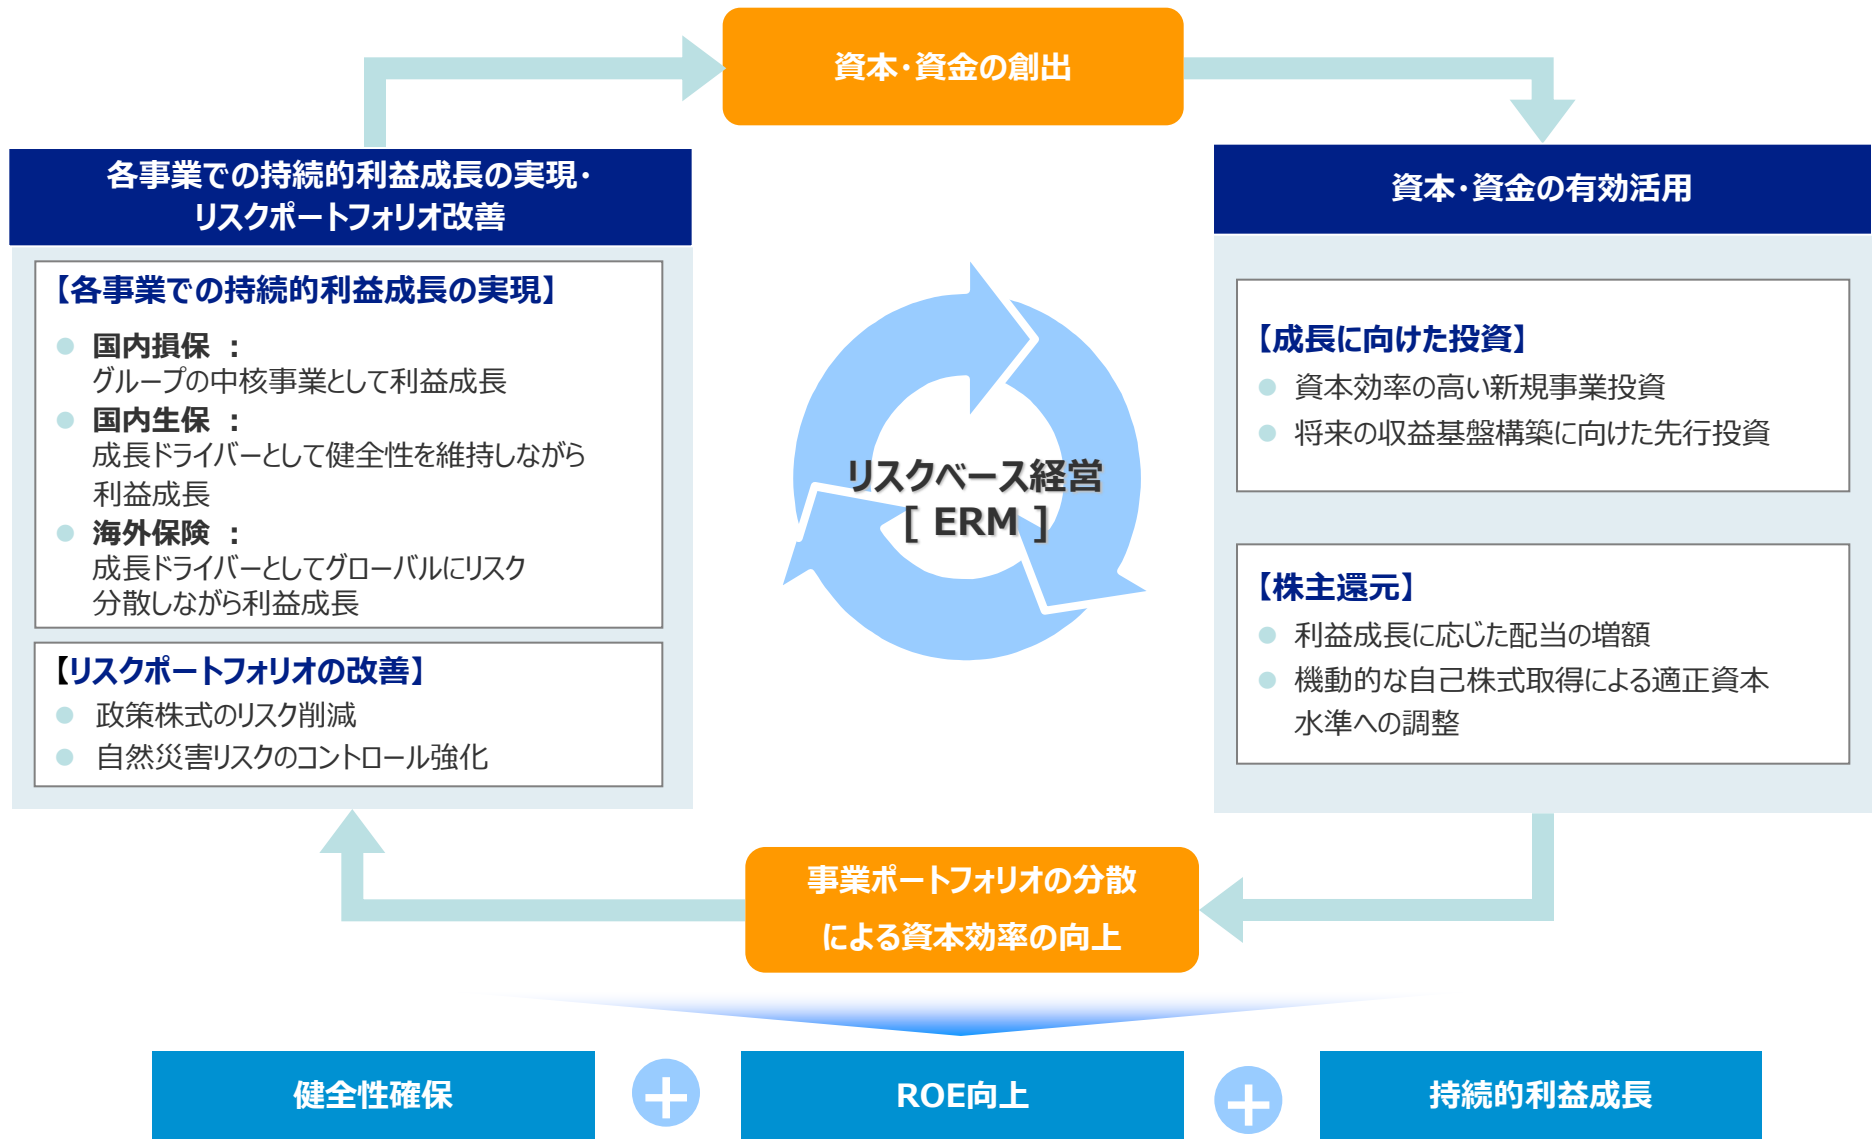 資本・資金の創出
各事業での持続的利益成長の実現・
リスクポートフォリオ改善
【各事業での持続的利益成長の実現】
国内損保 ：
グループの中核事業として利益成長
国内生保 ：
成長ドライバーとして健全性を維持しながら
利益成長
海外保険 ：
成長ドライバーとしてグローバルにリスク
分散しながら利益成長
【リスクポートフォリオの改善】
政策株式のリスク削減
自然災害リスクのコントロール強化
リスクベース経営
[ ERM ]
資本・資金の有効活用
【成長に向けた投資】
資本効率の高い新規事業投資
将来の収益基盤構築に向けた先行投資
【株主還元】
利益成長に応じた配当の増額
機動的な自己株式取得による適正資本
水準への調整
事業ポートフォリオの分散
による資本効率の向上
健全性確保
＋
ROE向上
＋
持続的利益成長